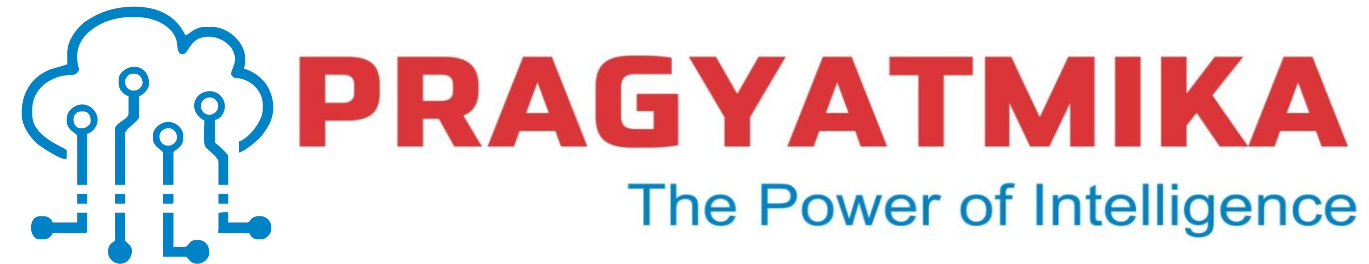 PRAGYATMIKA
The Power of Intelligence